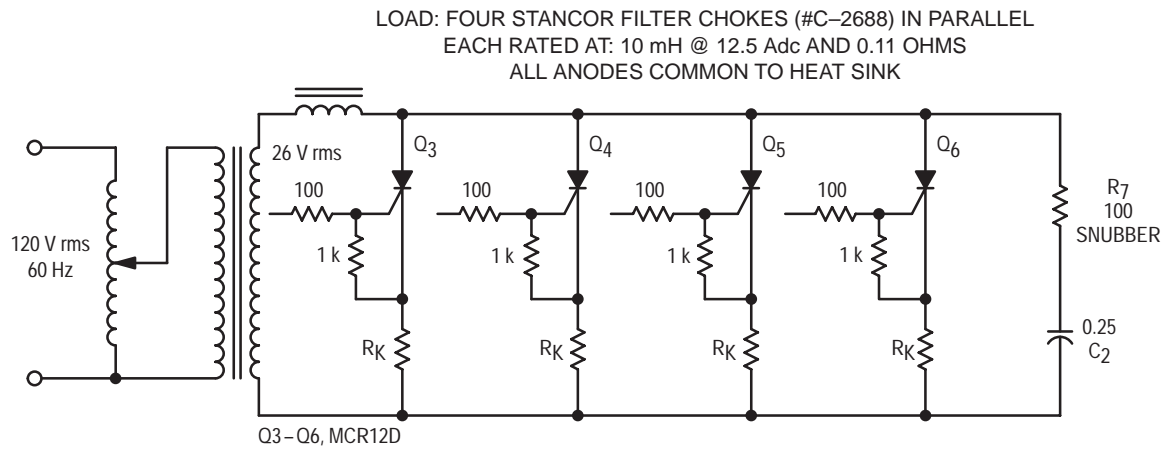 LOAD: FOUR STANCOR FILTER CHOKES (#C–2688) IN PARALLEL
EACH RATED AT: 10 mH @ 12.5 Adc AND 0.11 OHMS
ALL ANODES COMMON TO HEAT SINK
26 V rms
Q3
Q4
Q5
Q6
100
100
100
100
R7
100
SNUBBER
120 V rms
60 Hz
1 k
1 k
1 k
1 k
RK
RK
RK
RK
0.25
C2
Q3–Q6, MCR12D